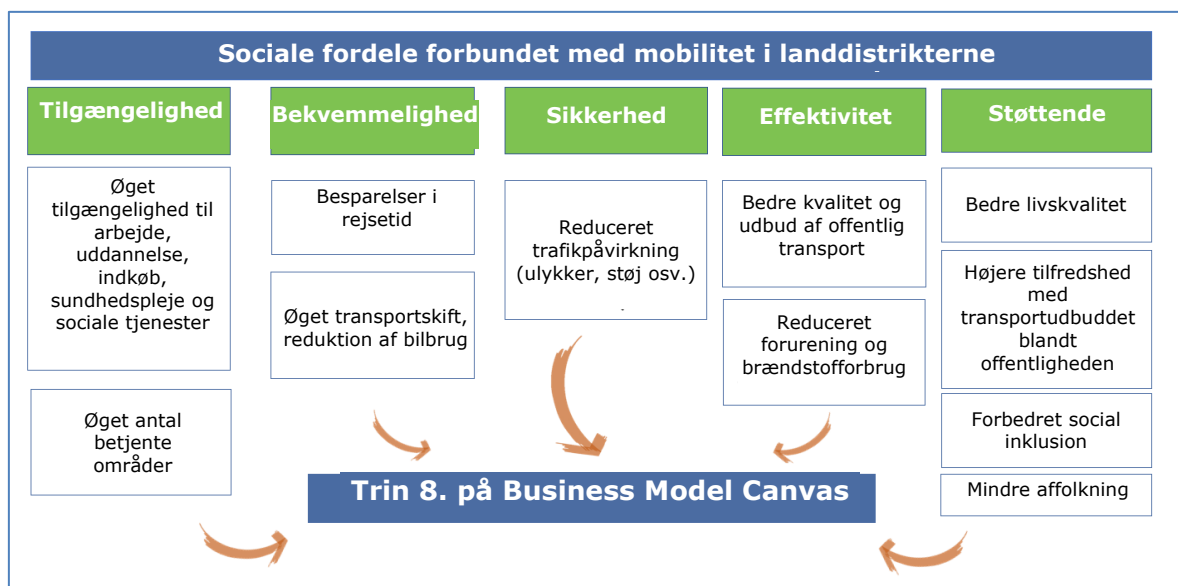 Sociale fordele forbundet med mobilitet i landdistrikterne
Tilgængelighed
Øget
tilgængelighed til
arbejde,
uddannelse,
indkøb,
sundhedspleje og
sociale tjenester
Øget antal
betjente
områder
Bekvemmelighed
Besparelser i
rejsetid
Øget transportskift,
reduktion af bilbrug
Sikkerhed
Reduceret
trafikpåvirkning
(ulykker, støj osv.)
Effektivitet
Bedre kvalitet og
udbud af offentlig
transport
Reduceret
forurening og
brændstofforbrug
Støttende
Bedre livskvalitet
Højere tilfredshed
med
transportudbuddet
blandt
offentligheden
Forbedret social
inklusion
Mindre affolkning
Trin 8. på Business Model Canvas